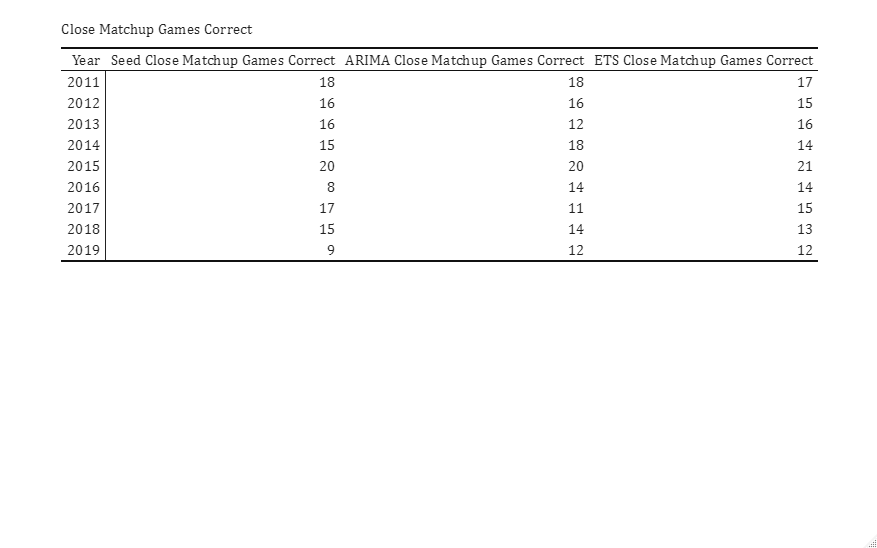 Close Matchup Games Correct
Year Seed Close Matchup Games Correct ARIMA Close Matchup Games Correct ETS Close Matchup Games Correct
2011 18 18 17
2012 16 16 15
2013 16 12 16
2014 15 18 14
2015 20 20 21
2016 8 14 14
2017 17 11 15
2018 15 14 13
2019 9 12 12